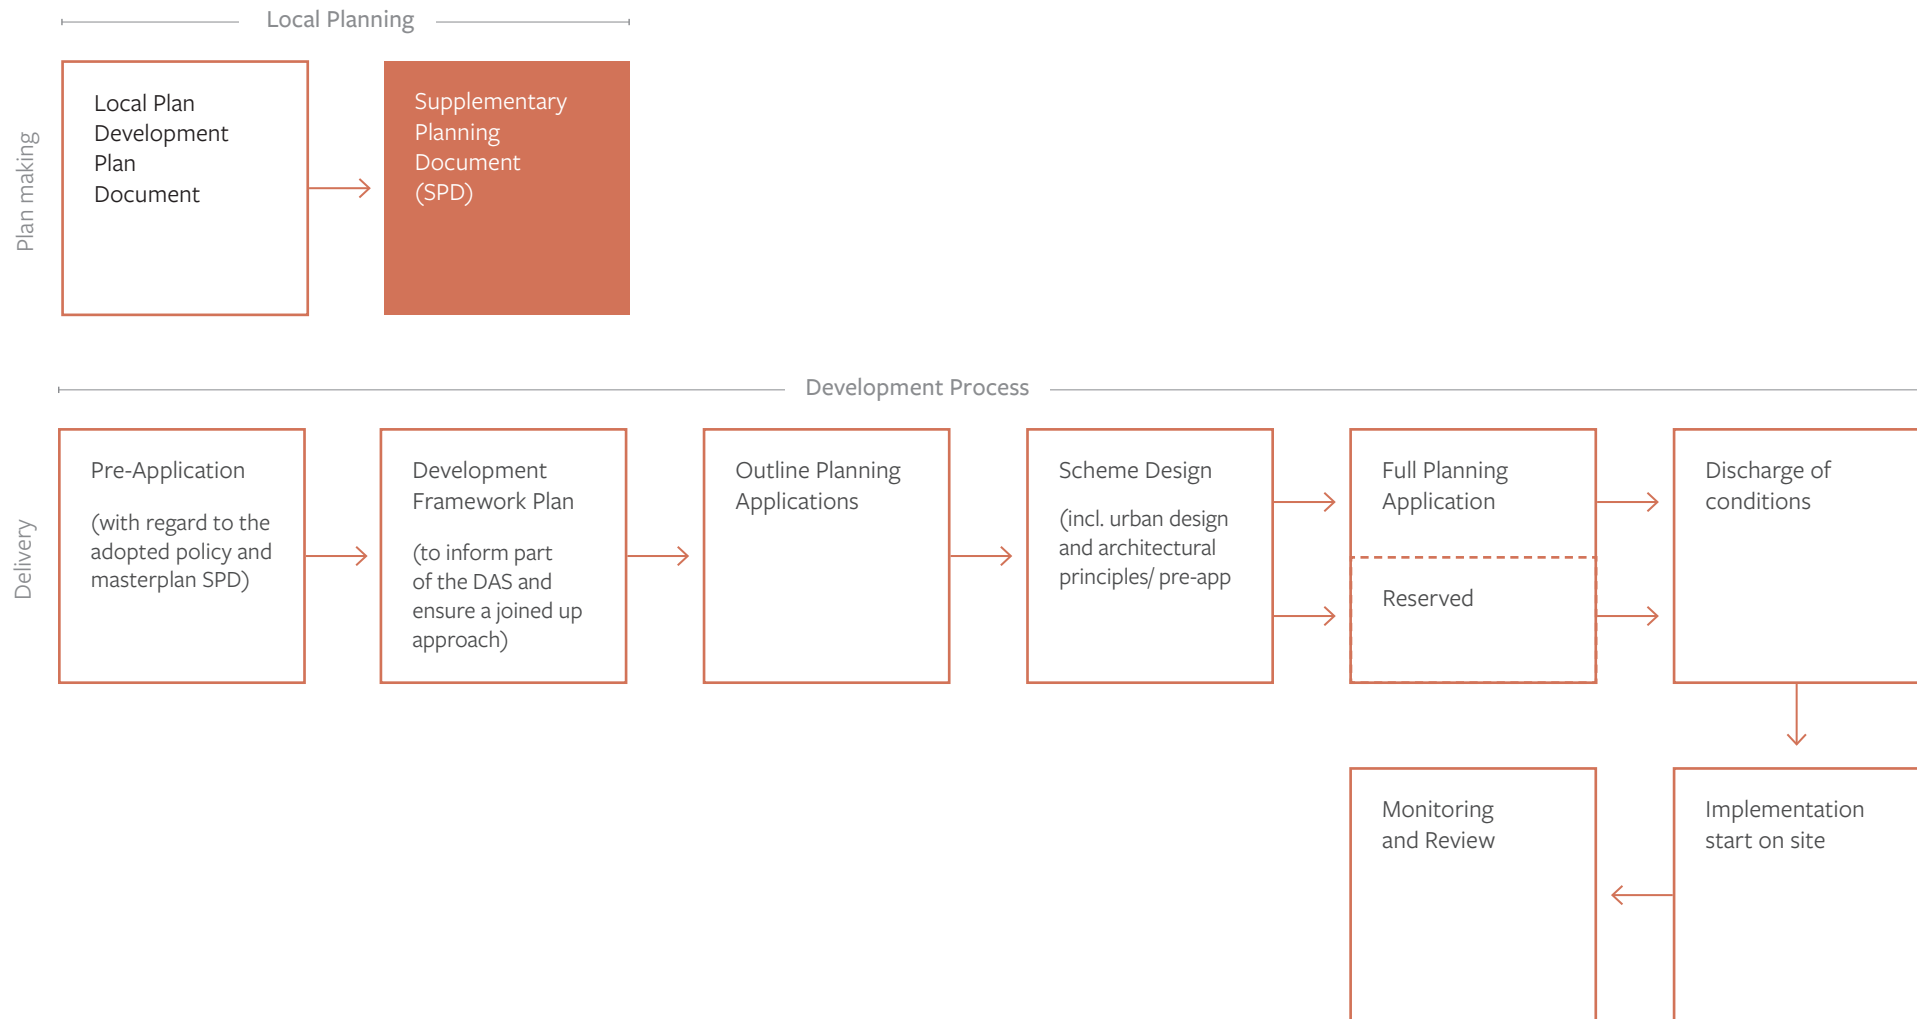 Local Planning
Plan making
Local Plan
Development
Plan
Document
Supplementary
Planning
Document
(SPD)
Development Process
Delivery
Pre-Application
(with regard to the
adopted policy and
masterplan SPD)
Development
Framework Plan
(to inform part
of the DAS and
ensure a joined up
approach)
Outline Planning
Applications
Scheme Design
(incl. urban design
and architectural
principles/ pre-app
Full Planning
Application
Reserved
Discharge of
conditions
Monitoring
and Review
Implementation
start on site